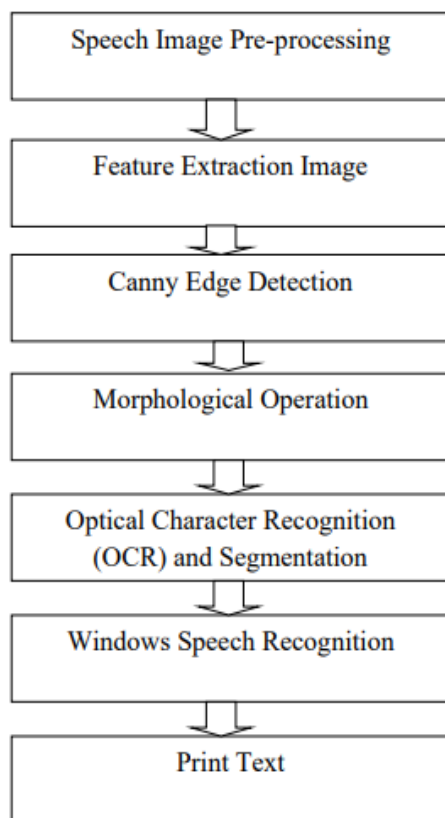 Speech Image Pre-processing
Feature Extraction Image
Canny Edge Detection
Morphological Operation
Optical Character Recognition
(OCR) and Segmentation
Windows Speech Recognition
Print Text